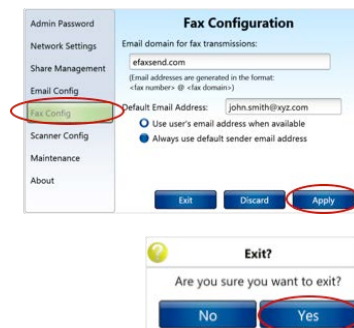 Admin Password
Network Settings
Share Management
Email Config
Fax Config
Scanner Config
Maintenance
About
Fax Configuration
Email domain for fax transmissions:
efaxsend.com
(Email addresses are generated in the format:
<fax number> @ <fax domain>)
Default Email Address: john.smith@xyz.com
Use user's email address when available
Always use default sender email address
Exit Discard Apply
Exit?
Are you sure you want to exit?
No Yes